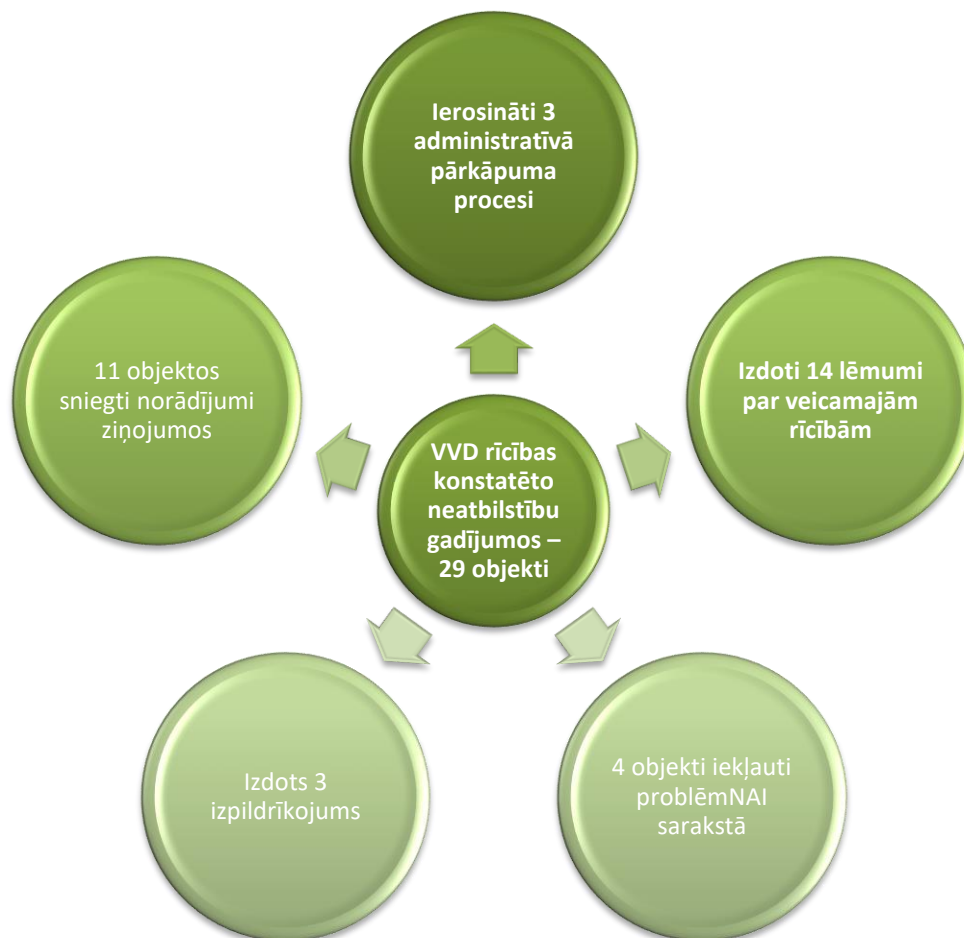 Ierosināti 3
administratīvā
pārkāpuma
procesi
11 objektos
sniegti norādījumi
ziņojumos
Izdoti 14 lēmumi
par veicamajām
rīcībām
VVD rīcības
konstatēto
neatbilstību
gadījumos –
29 objekti
Izdots 3
izpildrīkojums
4 objekti iekļauti
problēmNAI
sarakstā